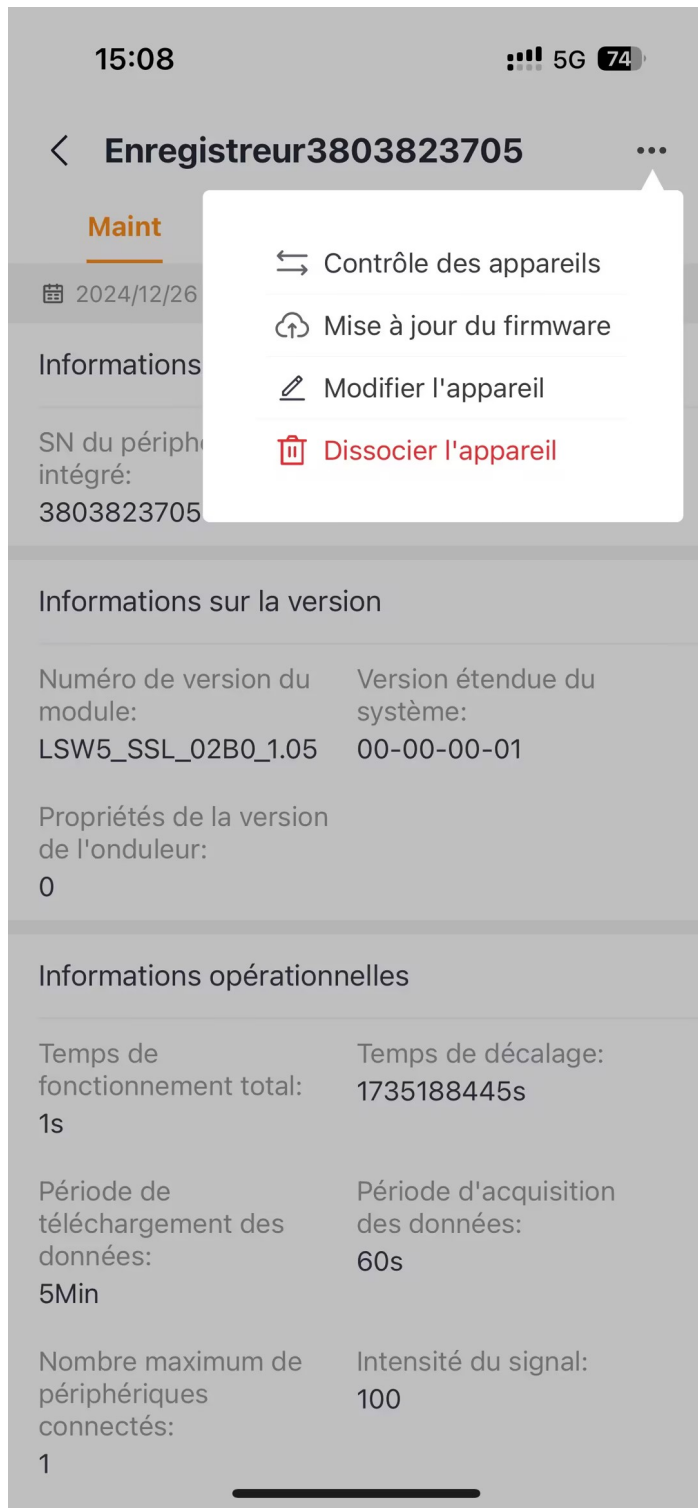 15:08
5G 74
Enregistreur3803823705
Maint
Contrôle des appareils
2024/12/26
Mise à jour du firmware
Informations
Modifier l'appareil
SN du périph
Dissocier l'appareil
intégré:
3803823705
Informations sur la version
Numéro de version du
module:
LSW5_SSL_02B0_1.05
Version étendue du
système:
00-00-00-01
Propriétés de la version
de l'onduleur:
0
Informations opérationnelles
Temps de
fonctionnement total:
1s
Temps de décalage:
1735188445s
Période de
téléchargement des
données:
5Min
Période d'acquisition
des données:
60s
Nombre maximum de
périphériques
connectés:
1
Intensité du signal:
100